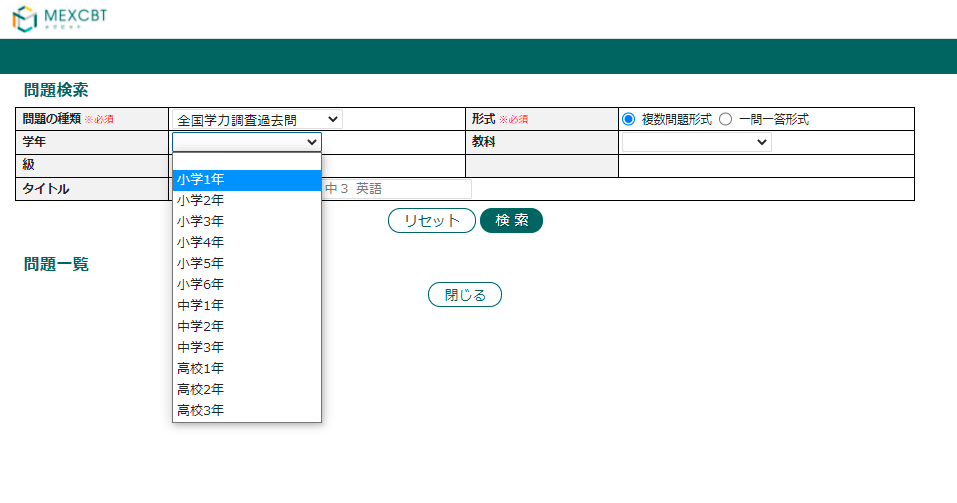 MEXCBT
メクビット
問題検索
問題の種類 ※必須 全国学力調査過去問 形式 ※必須 複数問題形式 一問一答形式
学年 教科
級
タイトル 中３ 英語
小学1年
小学2年
小学3年
小学4年
小学5年
小学6年
中学1年
中学2年
中学3年
高校1年
高校2年
高校3年
リセット 検 索
問題一覧
閉じる